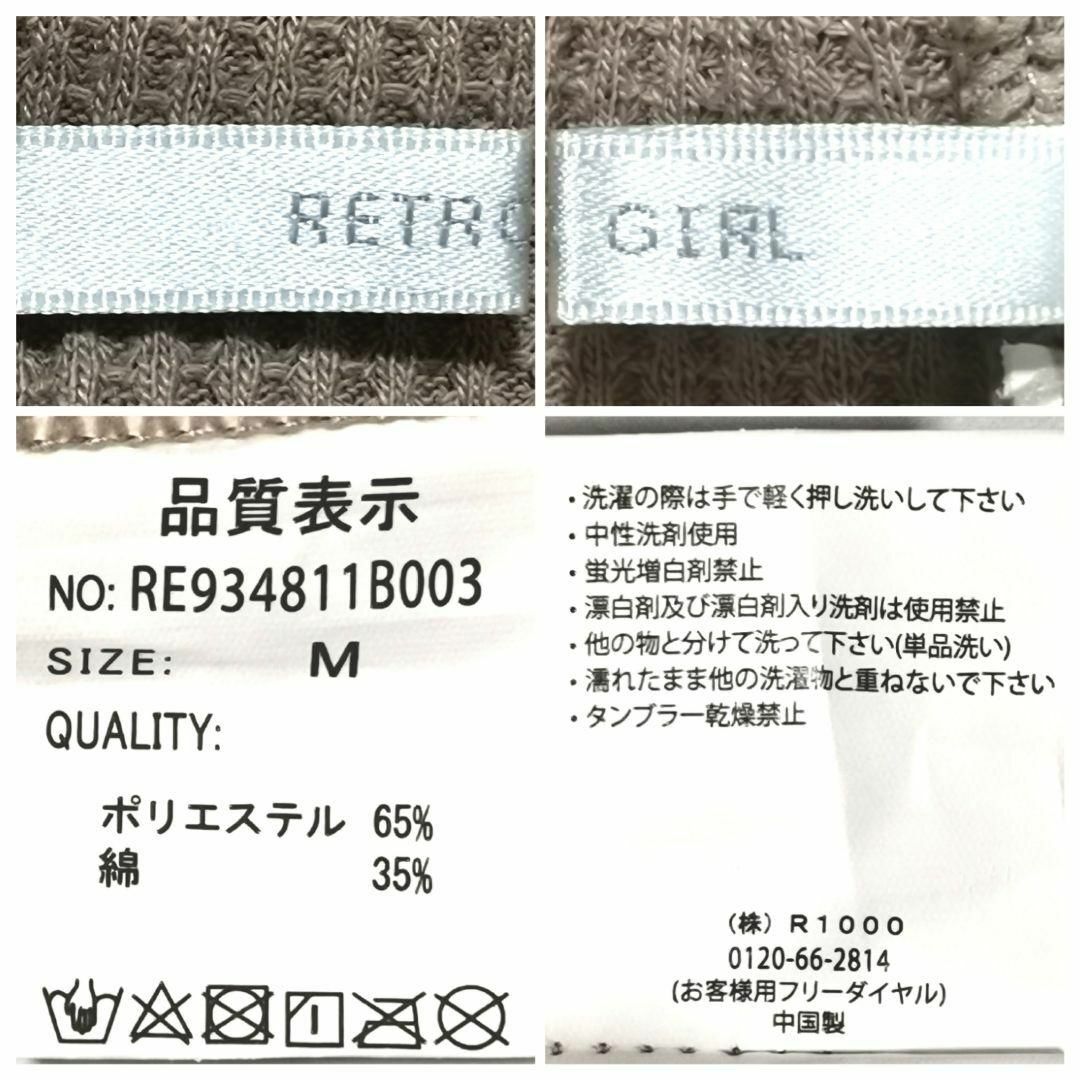 RETRO
GIRL
品質表示
NO: RE934811B003
SIZE: M
QUALITY:
ポリエステル 65%
綿 35%
・洗濯の際は手で軽く押し洗いして下さい
・中性洗剤使用
・蛍光増白剤禁止
・漂白剤及び漂白剤入り洗剤は使用禁止
・他の物と分けて洗って下さい(単品洗い)
・濡れたまま他の洗濯物と重ねないで下さい
・タンブラー乾燥禁止
（株）R1000
0120-66-2814
(お客様用フリーダイヤル)
中国製